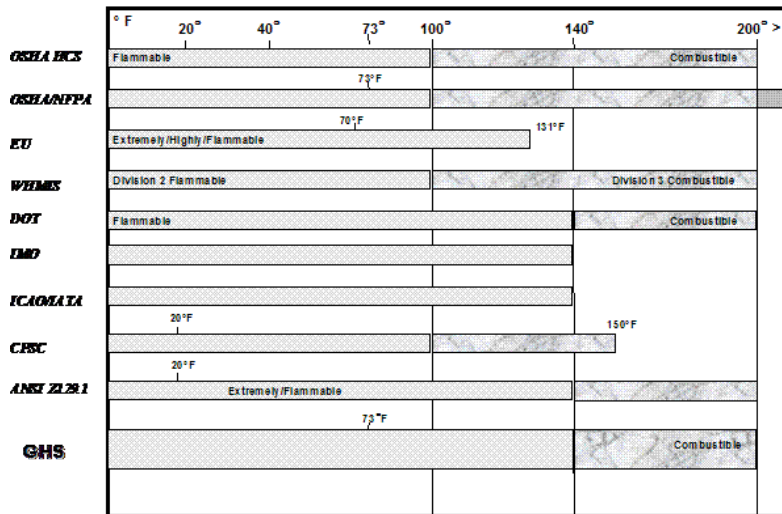 ° F
20° 40° 73° 100° 140° 200° >
OSHA HCS Flammable Combustible
73°F
OSHA/NFPA
70°F 131°F
EU Extremely/Highly/Flammable
WHMIS Division 2 Flammable Division 3 Combustible
DOT Flammable Combustible
IMO
ICAO/IATA
20°F 150°F
CPSC
20°F
ANSI Z129.1 Extremely/Flammable
73°F
GHS Combustible